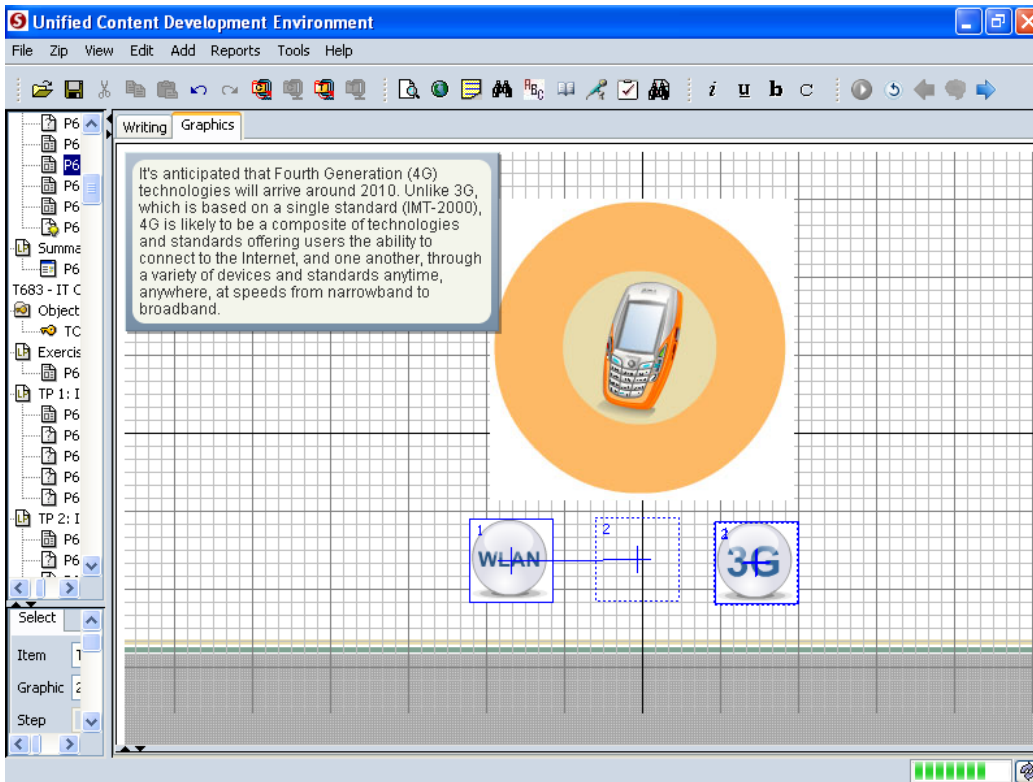 Unified Content Development Environment
File Zip View Edit Add Reports Tools Help
i u b C
P6
P6
P6
P6
P6
P6
Summa
P6
T683 - IT C
Object
TO
Exercis
P6
TP 1: I
P6
P6
P6
P6
P6
TP 2: I
P6
P6
Select
Item
Graphic 2
Step
Writing Graphics
It's anticipated that Fourth Generation (4G)
technologies will arrive around 2010. Unlike 3G,
which is based on a single standard (IMT-2000),
4G is likely to be a composite of technologies
and standards offering users the ability to
connect to the Internet, and one another, through
a variety of devices and standards anytime,
anywhere, at speeds from narrowband to
broadband.
1
WLAN
2
3G